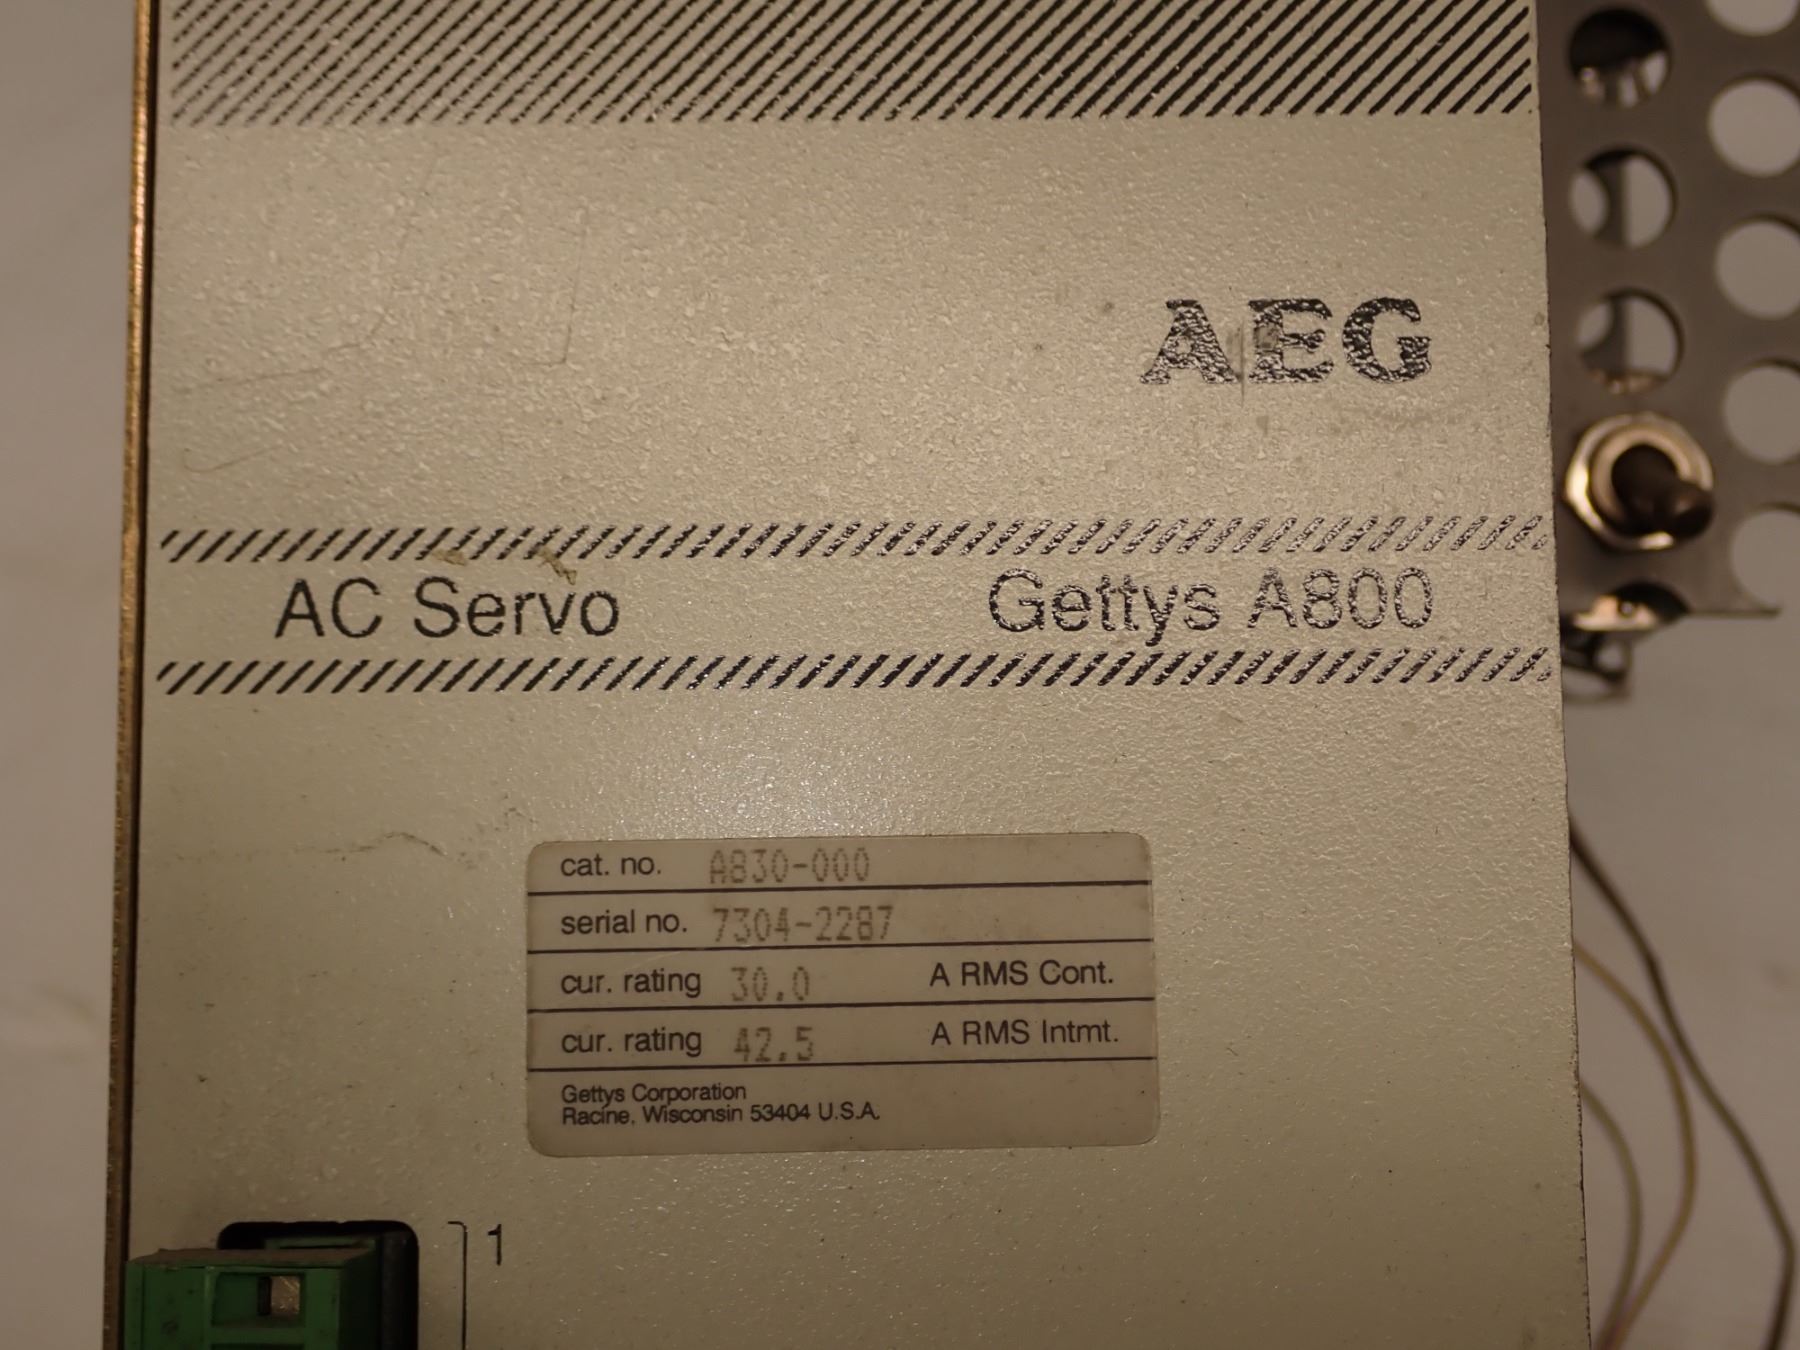 AEG
AC Servo Gettys A800
cat. no. A830-000
serial no. 7304-2287
cur. rating 30.0 A RMS Cont.
cur. rating 42.5 A RMS Intmt.
Gettys Corporation
Racine, Wisconsin 53404 U.S.A.
1